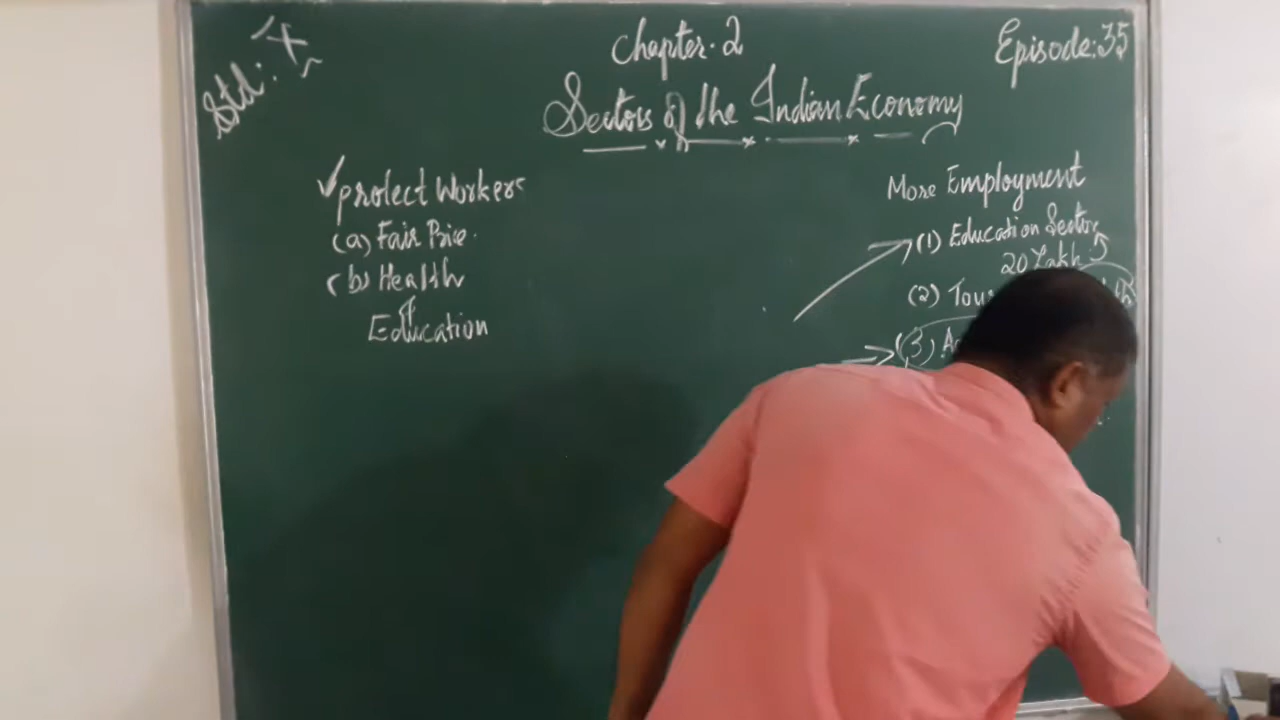 Std: X
Chapter. 2
Episode: 35
Sectors of the Indian Economy
protect Workers
(a) Fair Price.
(b) Health
Education
More Employment
(1) Education Sector
20 Lakh
(2)
(3)